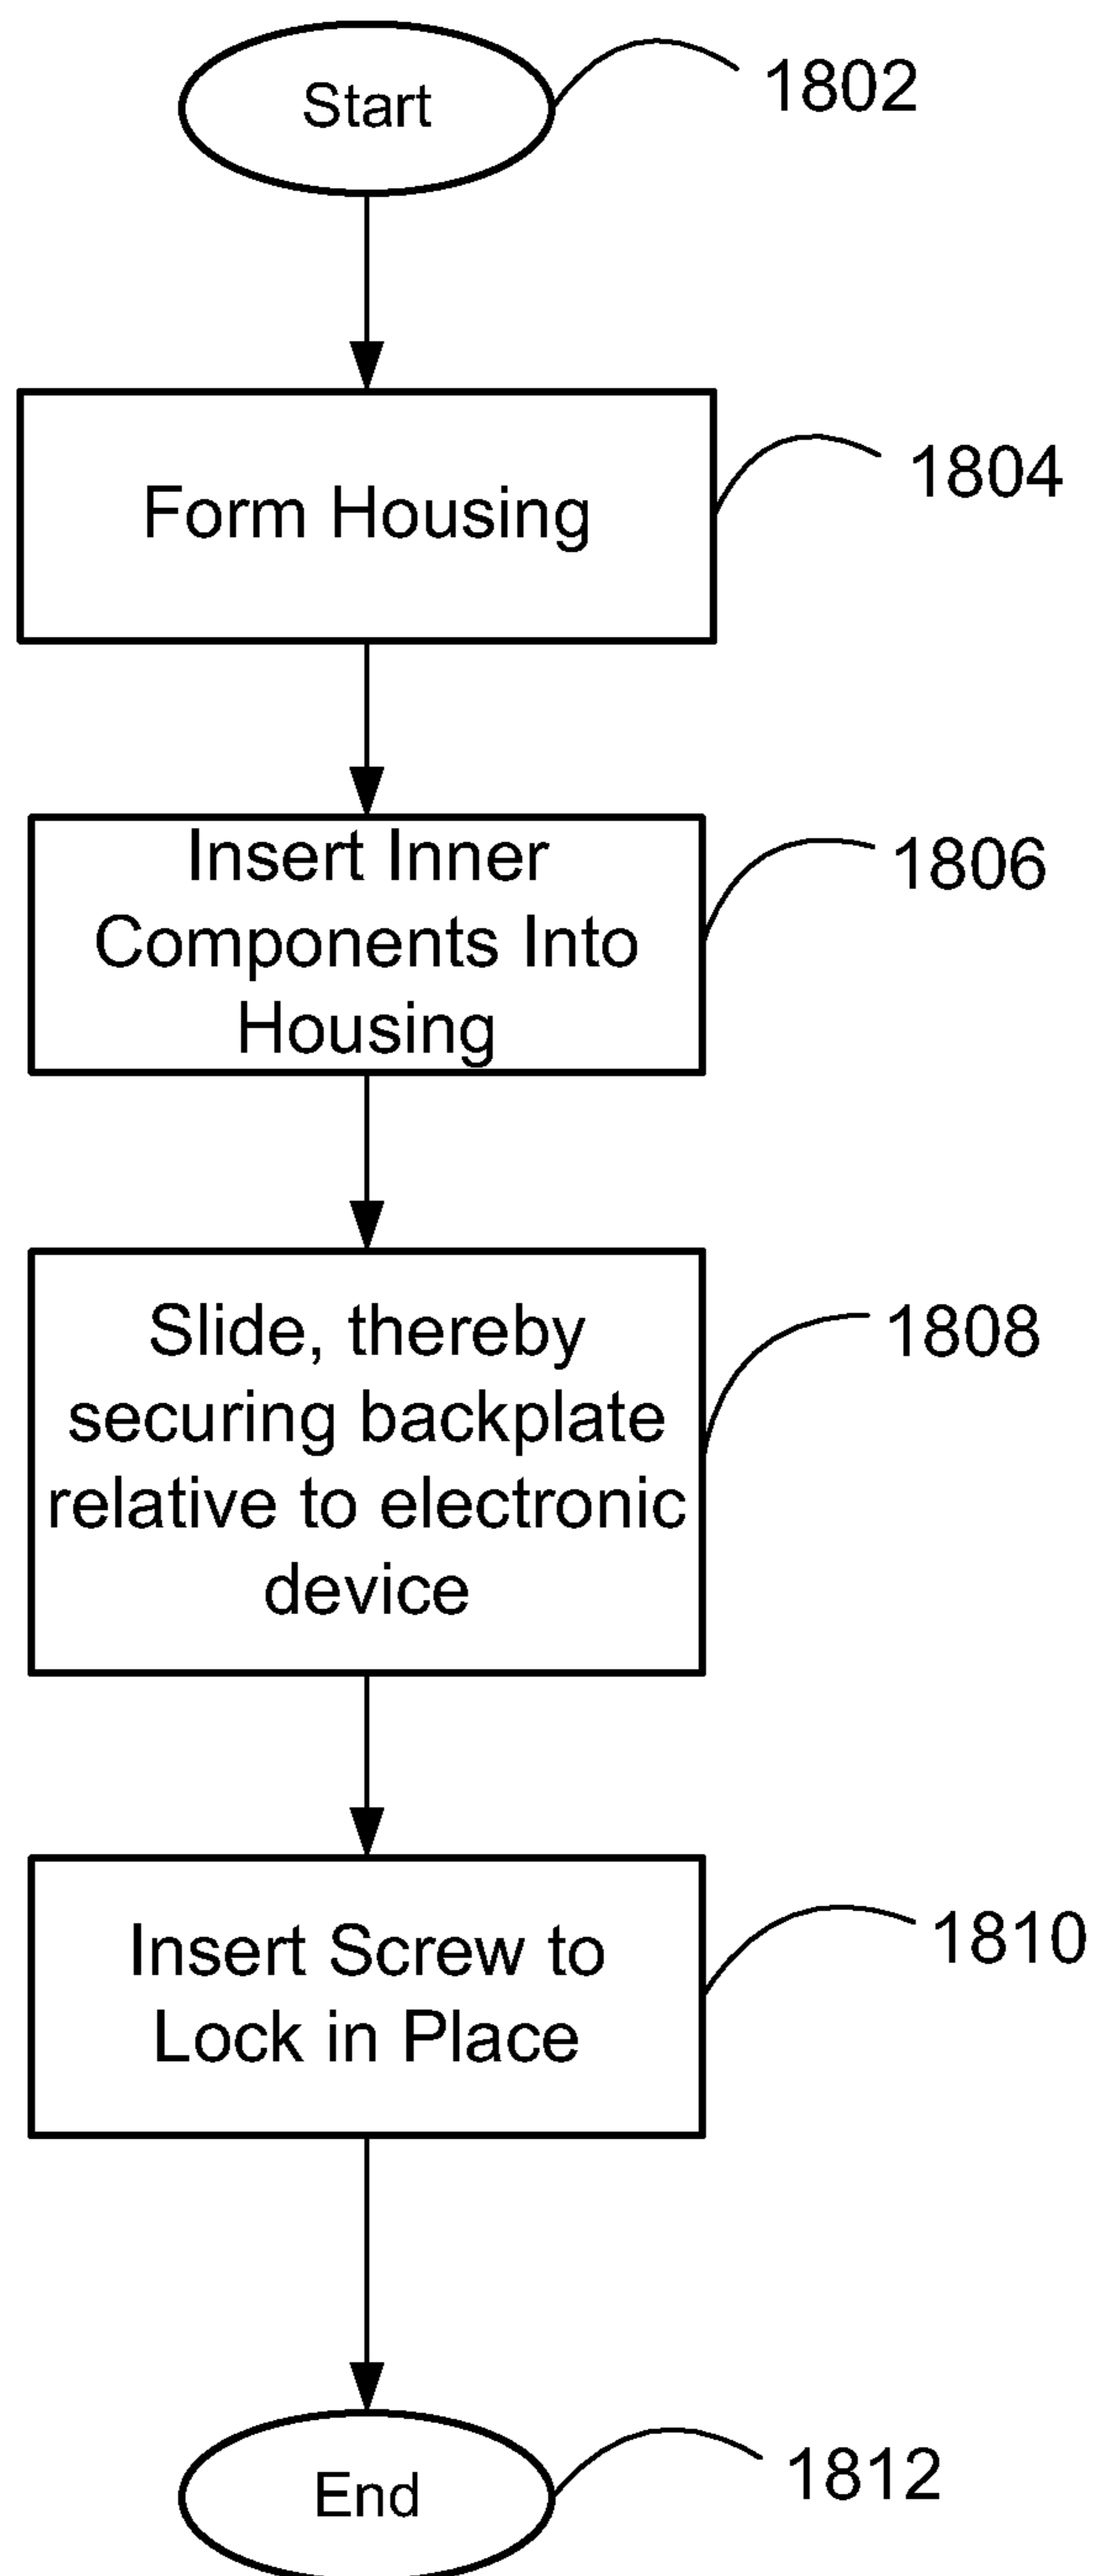 Start
1802
Form Housing
1804
Insert Inner
Components Into
Housing
1806
Slide, thereby
securing backplate
relative to electronic
device
1808
Insert Screw to
Lock in Place
1810
End
1812